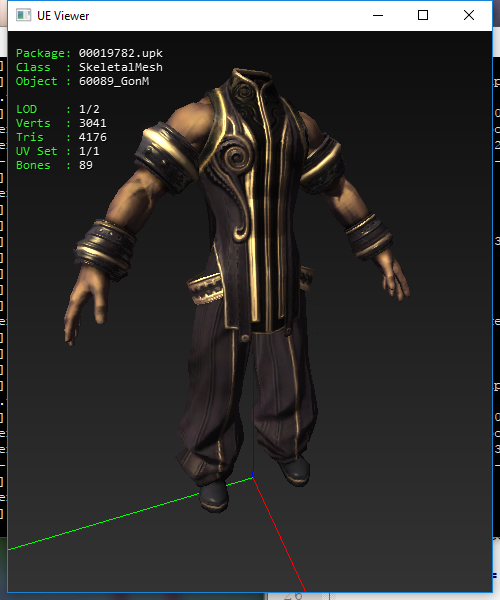 UE Viewer
Package: 00019782.upk
Class : SkeletalMesh
Object : 60089_GonM
LOD : 1/2
Verts : 3041
Tris : 4176
UV Set : 1/1
Bones : 89